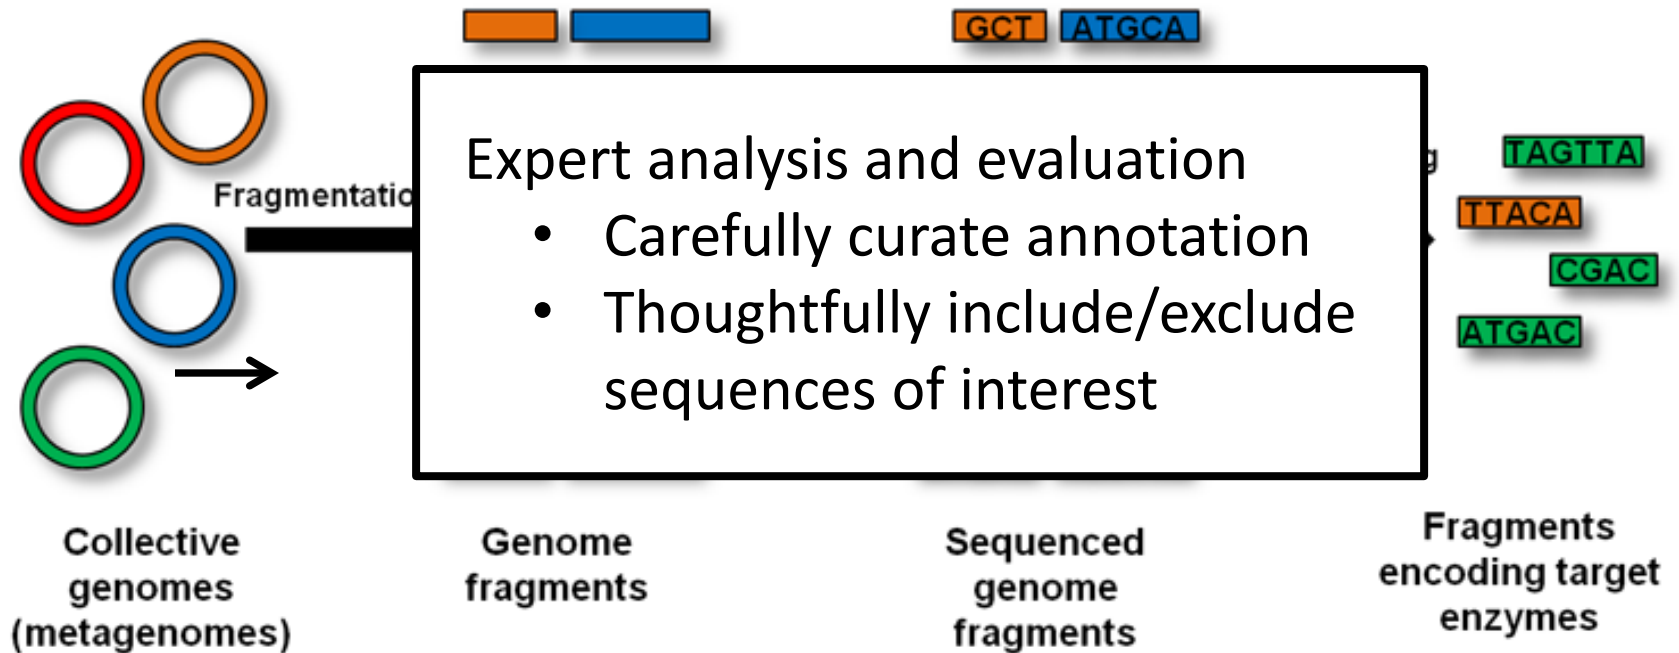 GCT ATGCA
Expert analysis and evaluation
• Carefully curate annotation
• Thoughtfully include/exclude
sequences of interest
Fragmentatio
g
TAGTTA
TTACA
CGAC
ATGAC
Collective
genomes
(metagenomes)
Genome
fragments
Sequenced
genome
fragments
Fragments
encoding target
enzymes